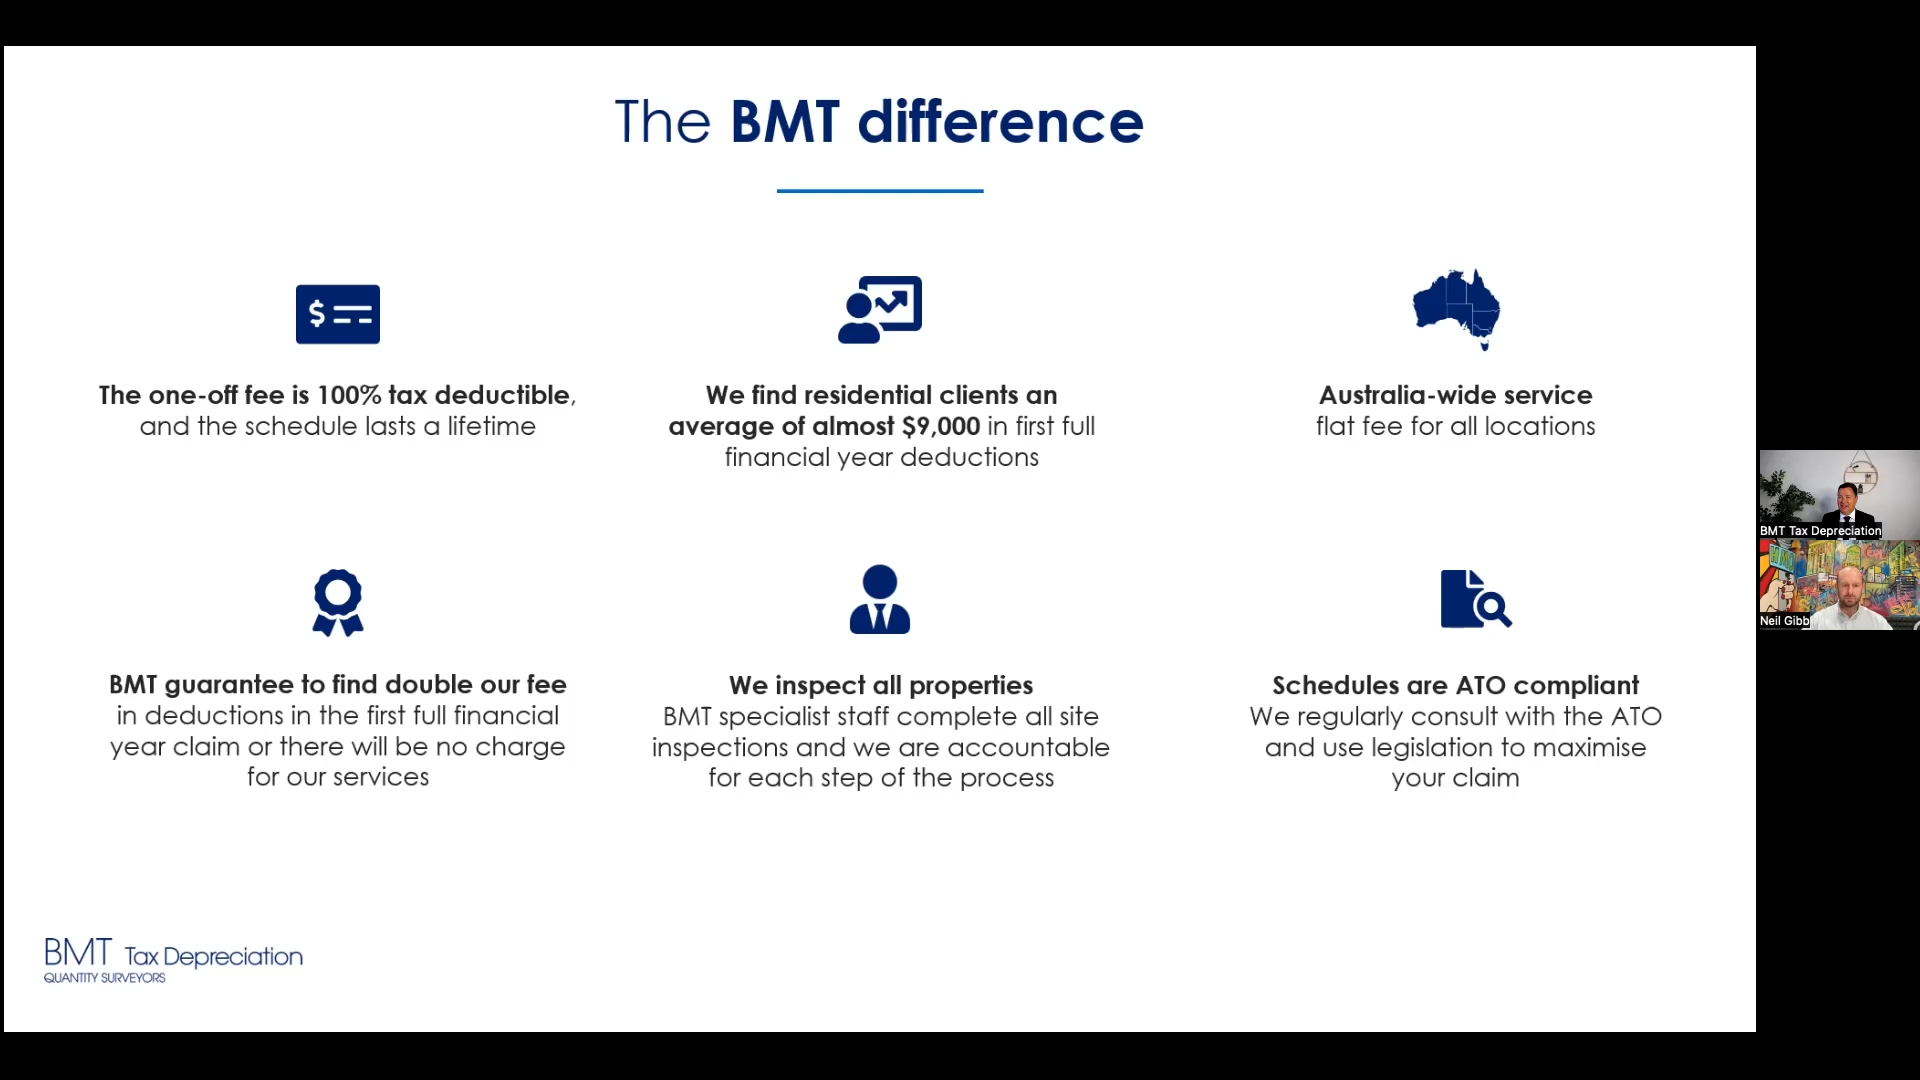 The BMT difference
$
The one-off fee is 100% tax deductible,
and the schedule lasts a lifetime
We find residential clients an
average of almost $9,000 in first full
financial year deductions
Australia-wide service
flat fee for all locations
BMT guarantee to find double our fee
in deductions in the first full financial
year claim or there will be no charge
for our services
We inspect all properties
BMT specialist staff complete all site
inspections and we are accountable
for each step of the process
Schedules are ATO compliant
We regularly consult with the ATO
and use legislation to maximise
your claim
BMT Tax Depreciation
QUANTITY SURVEYORS
BMT Tax Depreciation
Neil Gibb